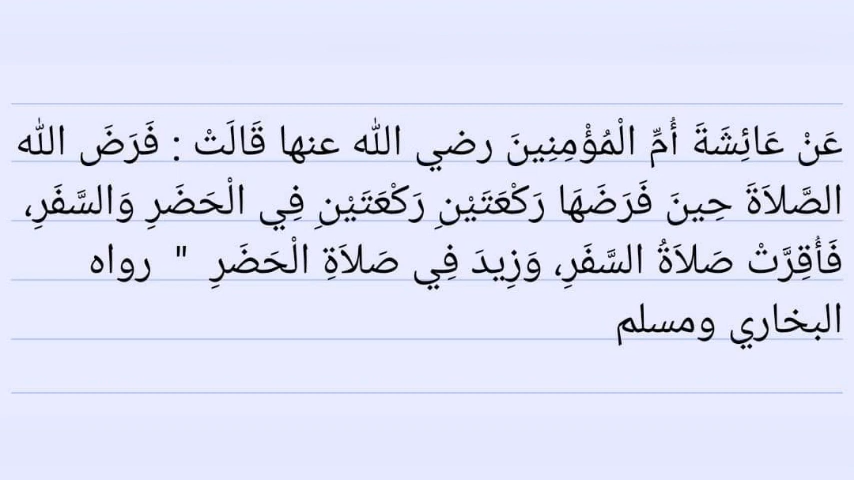 عَنْ عَائِشَةَ أُمِّ الْمُؤْمِنِينَ رضي الله عنها قَالَتْ : فَرَضَ الله
الصَّلاَةَ حِينَ فَرَضَهَا رَكْعَتَيْنِ رَكْعَتَيْنِ فِي الْحَضَرِ وَالسَّفَرِ،
فَأُقِرَّتْ صَلاَةُ السَّفَرِ، وَزِيدَ فِي صَلاَةِ الْحَضَرِ " رواه
البخاري ومسلم